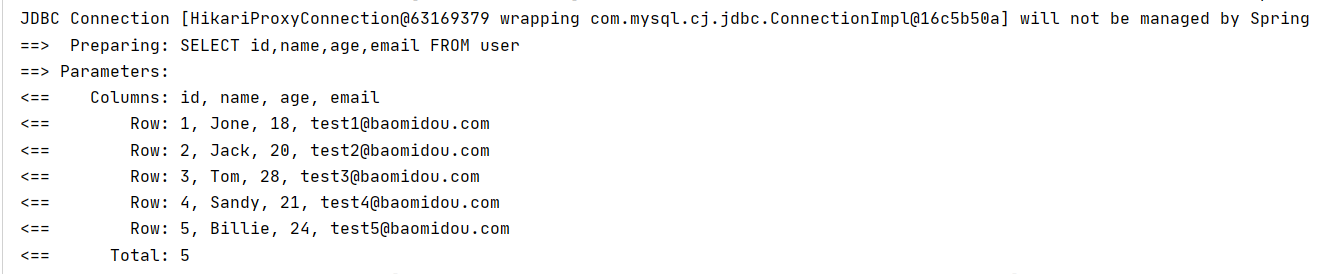 JDBC Connection [HikariProxyConnection@63169379 wrapping com.mysql.cj.jdbc.ConnectionImpl@16c5b50a] will not be managed by Spring
==>  Preparing: SELECT id,name,age,email FROM user
==> Parameters:
<==    Columns: id, name, age, email
<==        Row: 1, Jone, 18, test1@baomidou.com
<==        Row: 2, Jack, 20, test2@baomidou.com
<==        Row: 3, Tom, 28, test3@baomidou.com
<==        Row: 4, Sandy, 21, test4@baomidou.com
<==        Row: 5, Billie, 24, test5@baomidou.com
<==      Total: 5